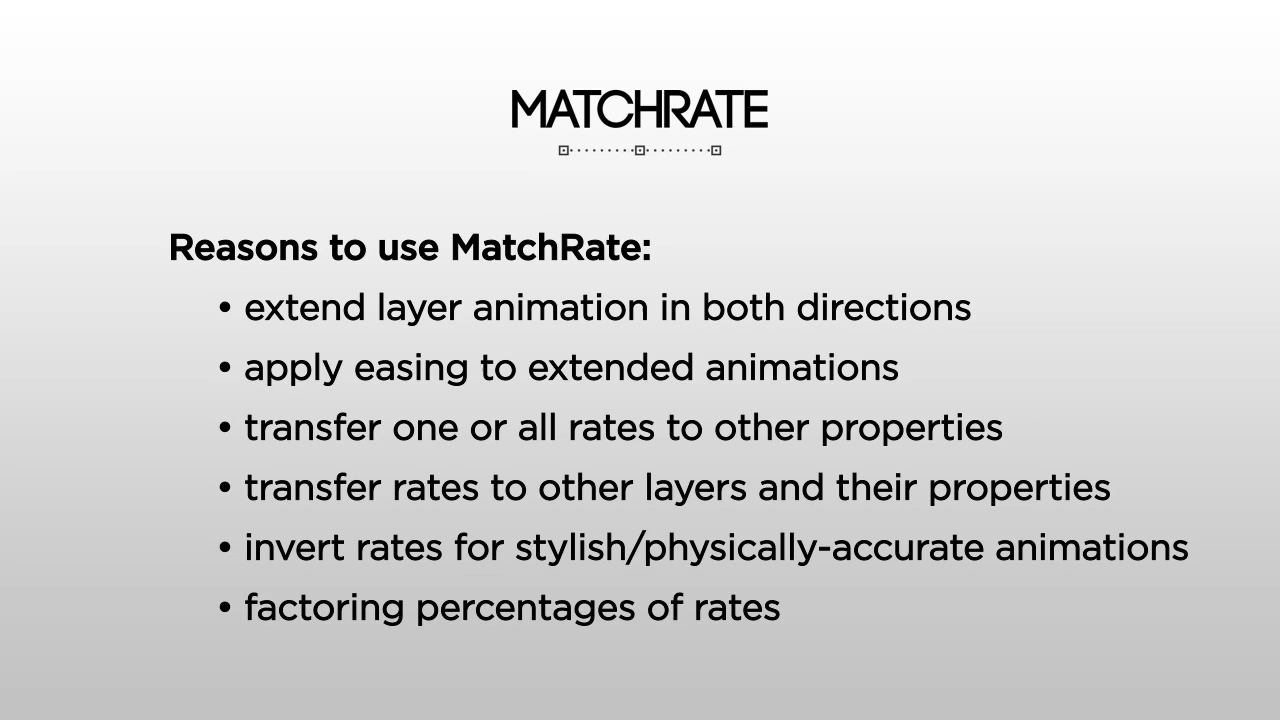 MATCHRATE
Reasons to use MatchRate:
• extend layer animation in both directions
• apply easing to extended animations
• transfer one or all rates to other properties
• transfer rates to other layers and their properties
• invert rates for stylish/physically-accurate animations
• factoring percentages of rates